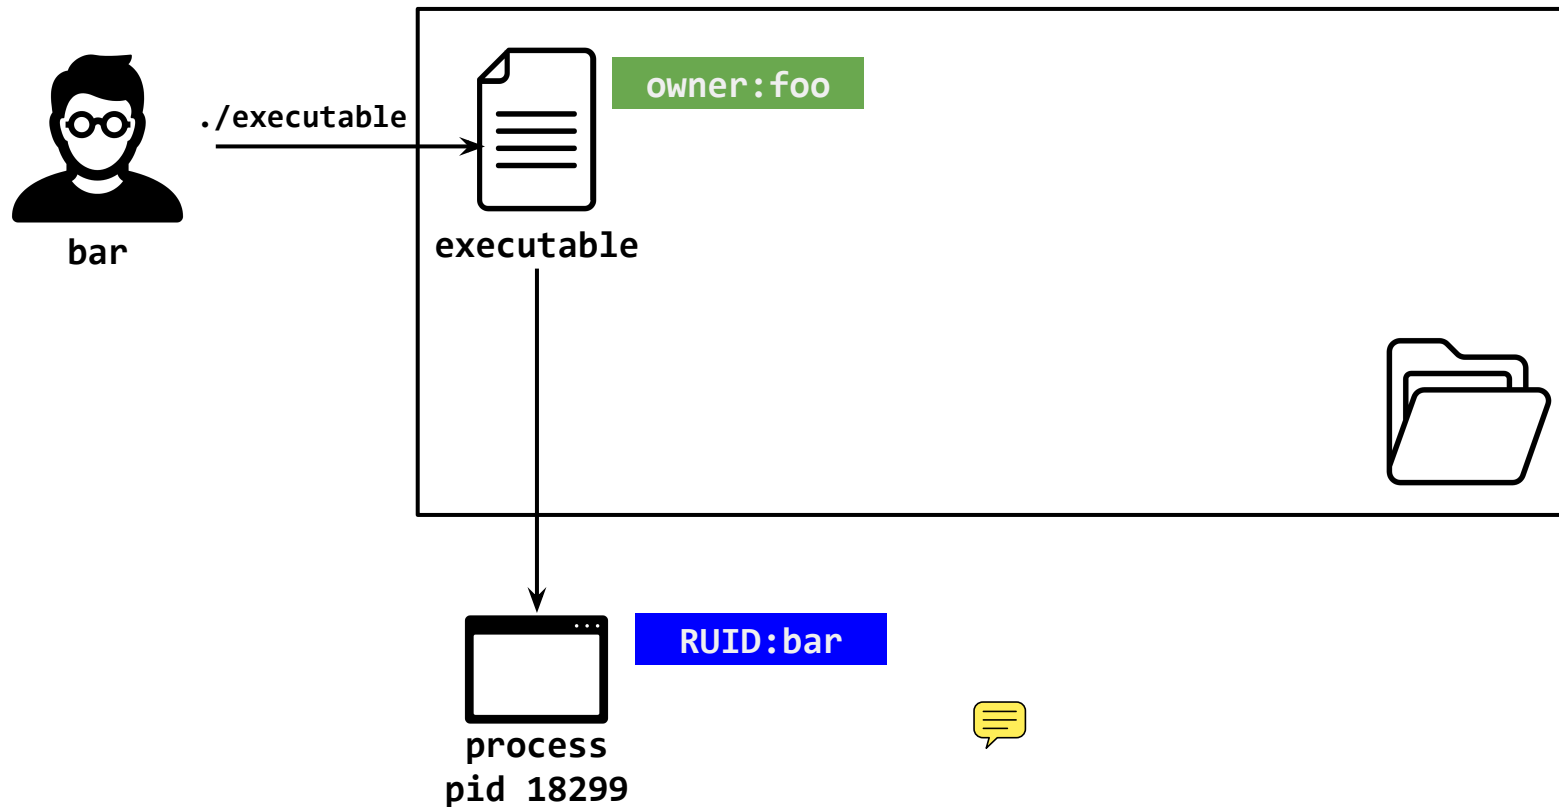 owner:foo
./executable
bar
executable
RUID:bar
process
pid 18299